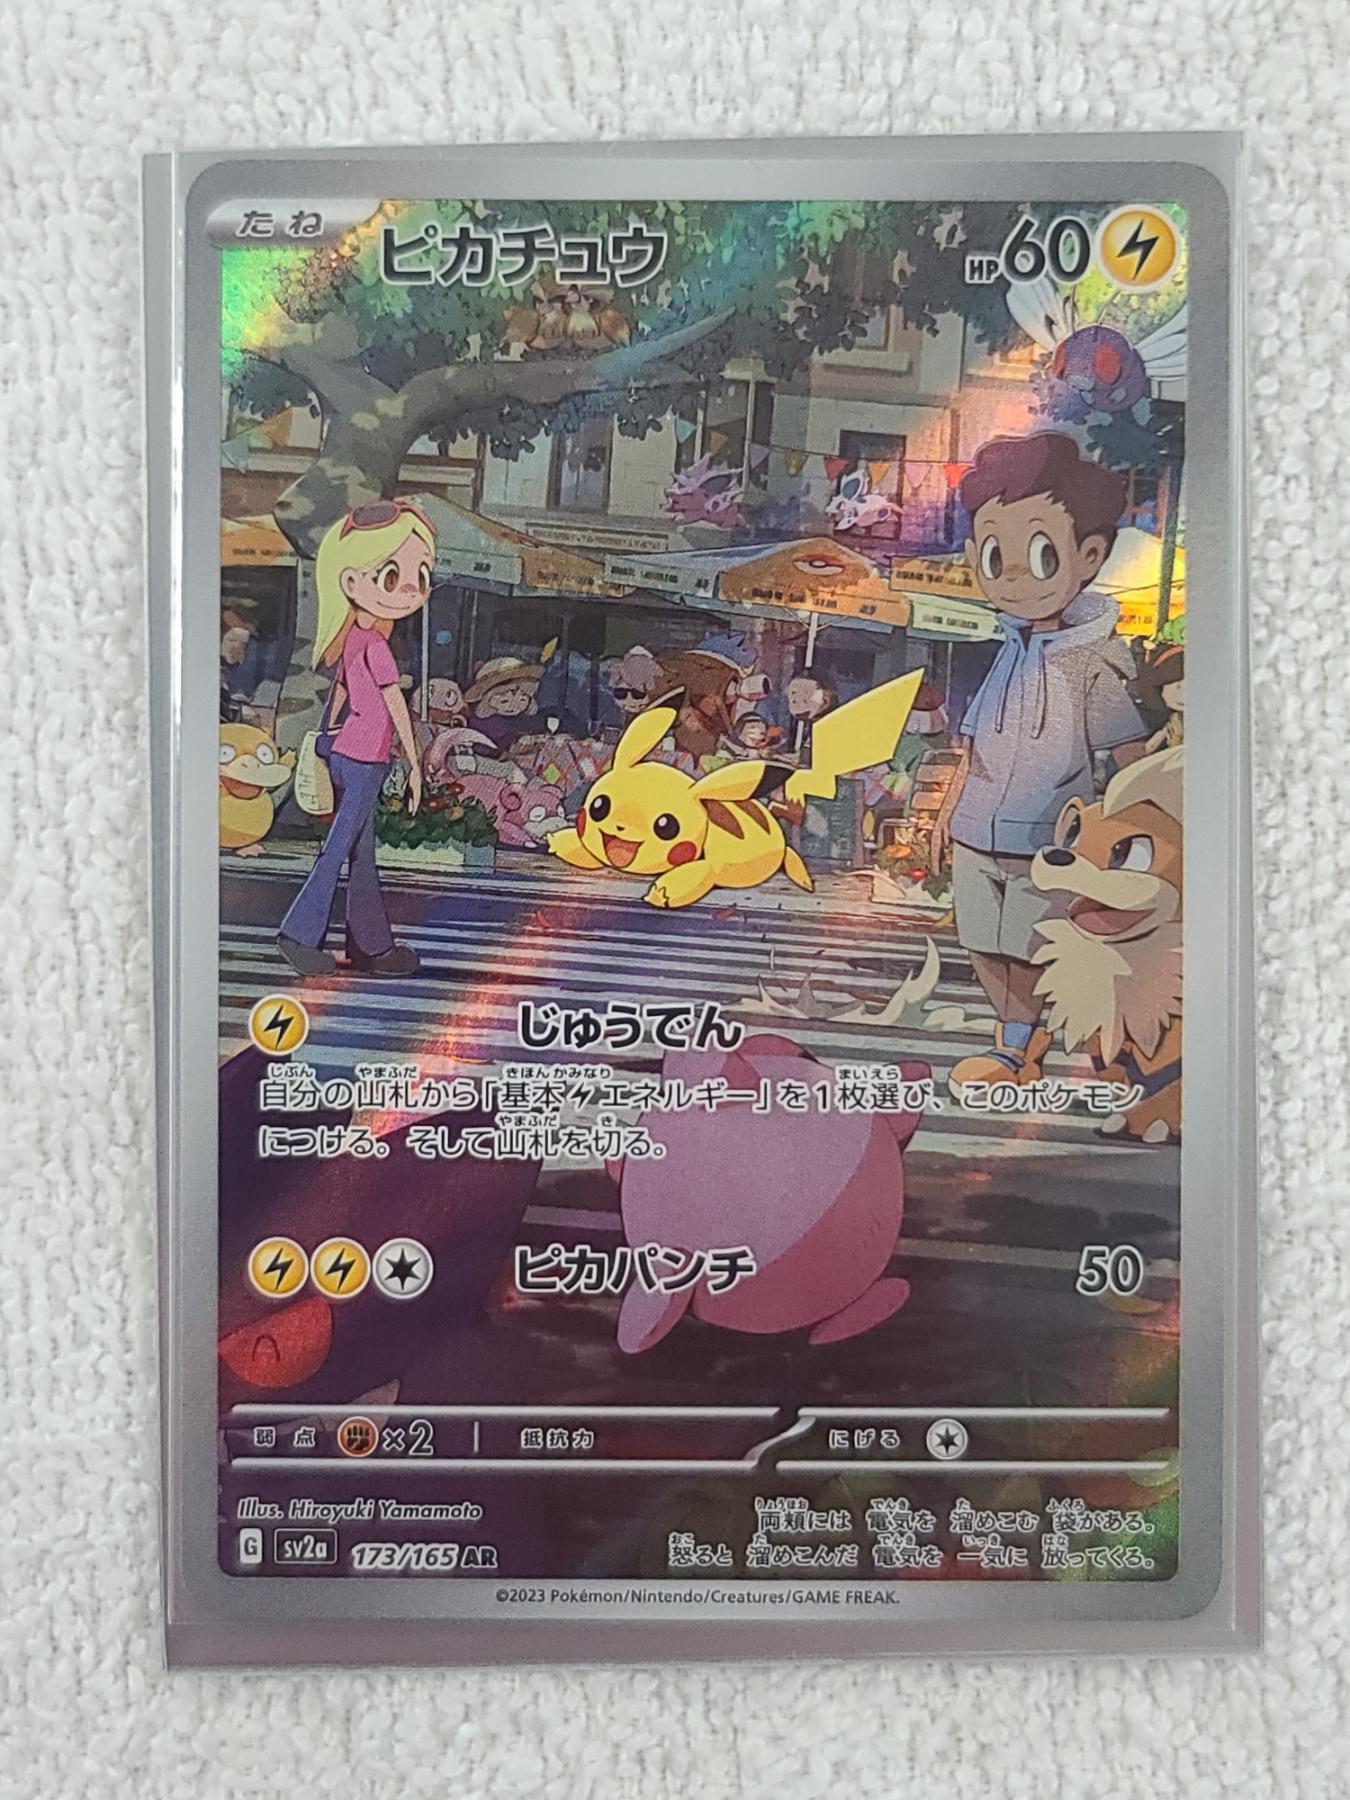 たね
ピカチュウ
HP60
じゅうでん
自分の山札から「基本エネルギー」を1枚選び、このポケモン
につける。そして山札を切る。
ピカパンチ 50
弱点 ×2 抵抗力 にげる
Illus. Hiroyuki Yamamoto
両頬には 電気を 溜めこむ 袋がある。
怒ると 溜めこんだ 電気を 一気に 放ってくる。
G sv2a 173/165 AR
©2023 Pokémon/Nintendo/Creatures/GAME FREAK.